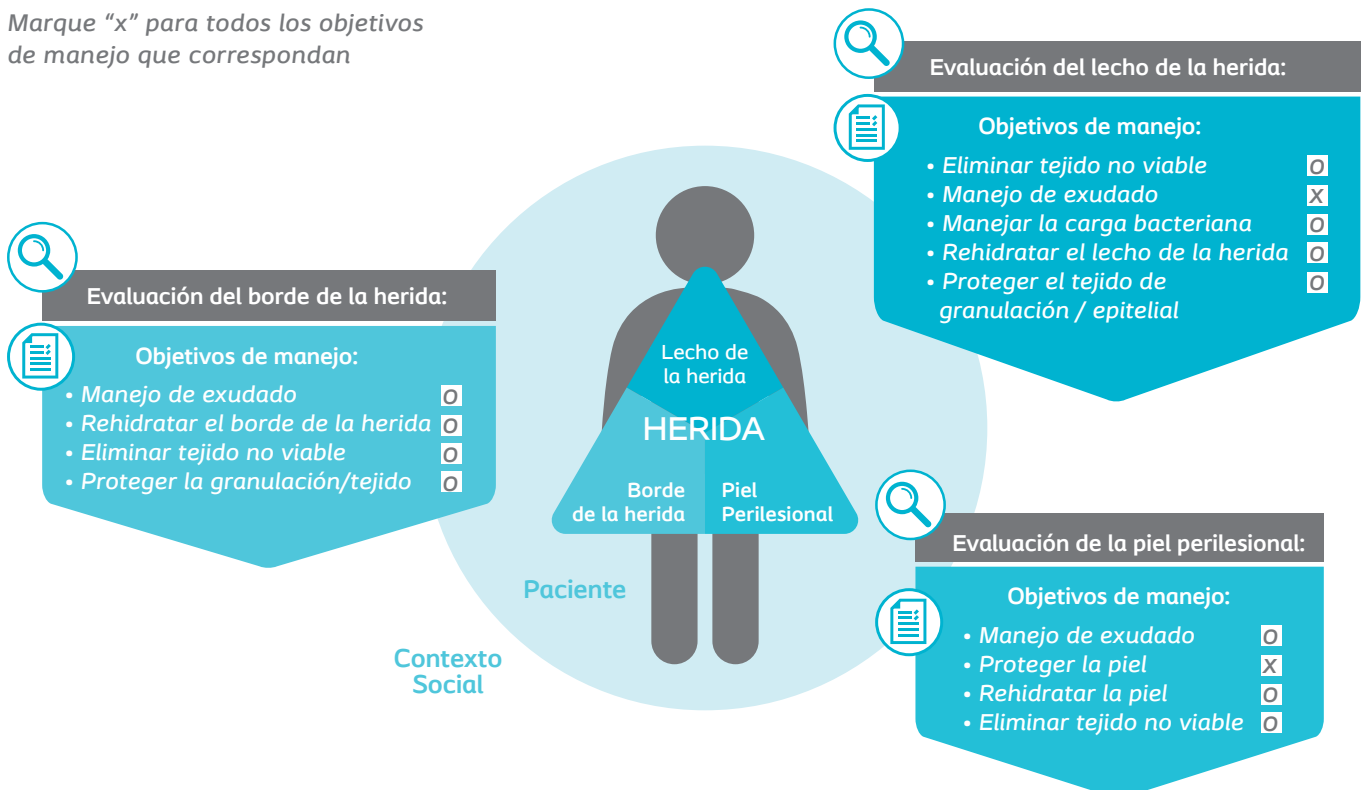 Marque “x” para todos los objetivos
de manejo que correspondan
Evaluación del lecho de la herida:
Objetivos de manejo:
• Eliminar tejido no viable o
• Manejo de exudado x
• Manejar la carga bacteriana o
• Rehidratar el lecho de la herida o
• Proteger el tejido de o
granulación / epitelial
Evaluación del borde de la herida:
Objetivos de manejo:
• Manejo de exudado o
• Rehidratar el borde de la herida o
• Eliminar tejido no viable o
• Proteger la granulación/tejido o
Lecho de
la herida
HERIDA
Borde
de la herida
Piel
Perilesional
Paciente
Contexto
Social
Evaluación de la piel perilesional:
Objetivos de manejo:
• Manejo de exudado o
• Proteger la piel x
• Rehidratar la piel o
• Eliminar tejido no viable o